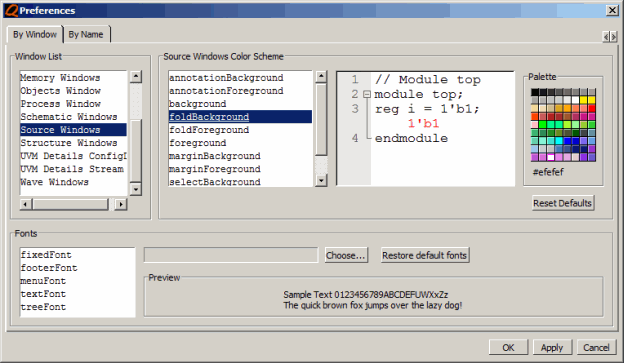 Preferences
By Window
By Name
Window List
Memory Windows
Objects Window
Process Window
Schematic Windows
Source Windows
Structure Windows
UVM Details ConfigD
UVM Details Stream
Wave Windows
Source Windows Color Scheme
annotationBackground
annotationForeground
background
foldBackground
foldForeground
foreground
marginBackground
marginForeground
selectBackground
1 // Module top
2 module top;
3 reg i = 1'b1;
1'b1
4 endmodule
Palette
#efefef
Reset Defaults
Fonts
fixedFont
footerFont
menuFont
textFont
treeFont
Choose...
Restore default fonts
Preview
Sample Text 0123456789ABCDEFUWXxZz
The quick brown fox jumps over the lazy dog!
OK
Apply
Cancel